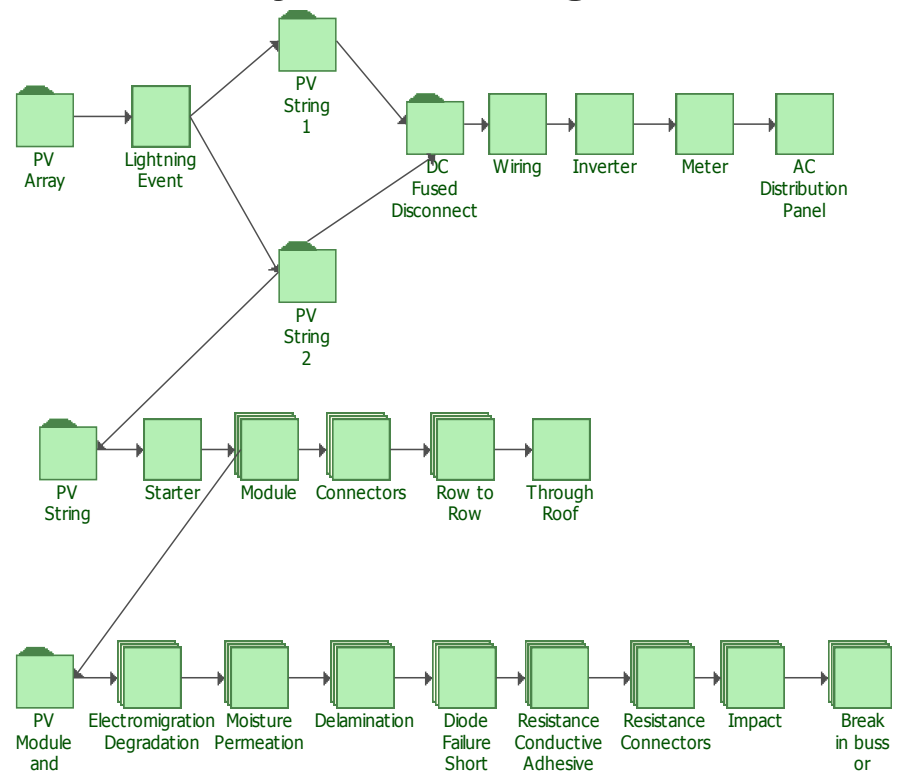 PV
String
1
PV
Array
Lightning
Event
DC
Fused
Disconnect
Wiring
Inverter
Meter
AC
Distribution
Panel
PV
String
2
PV
String
Starter
Module
Connectors
Row to
Row
Through
Roof
PV
Module
and
Electromigration
Degradation
Moisture
Permeation
Delamination
Diode
Failure
Short
Resistance
Conductive
Adhesive
Resistance
Connectors
Impact
Break
in buss
or